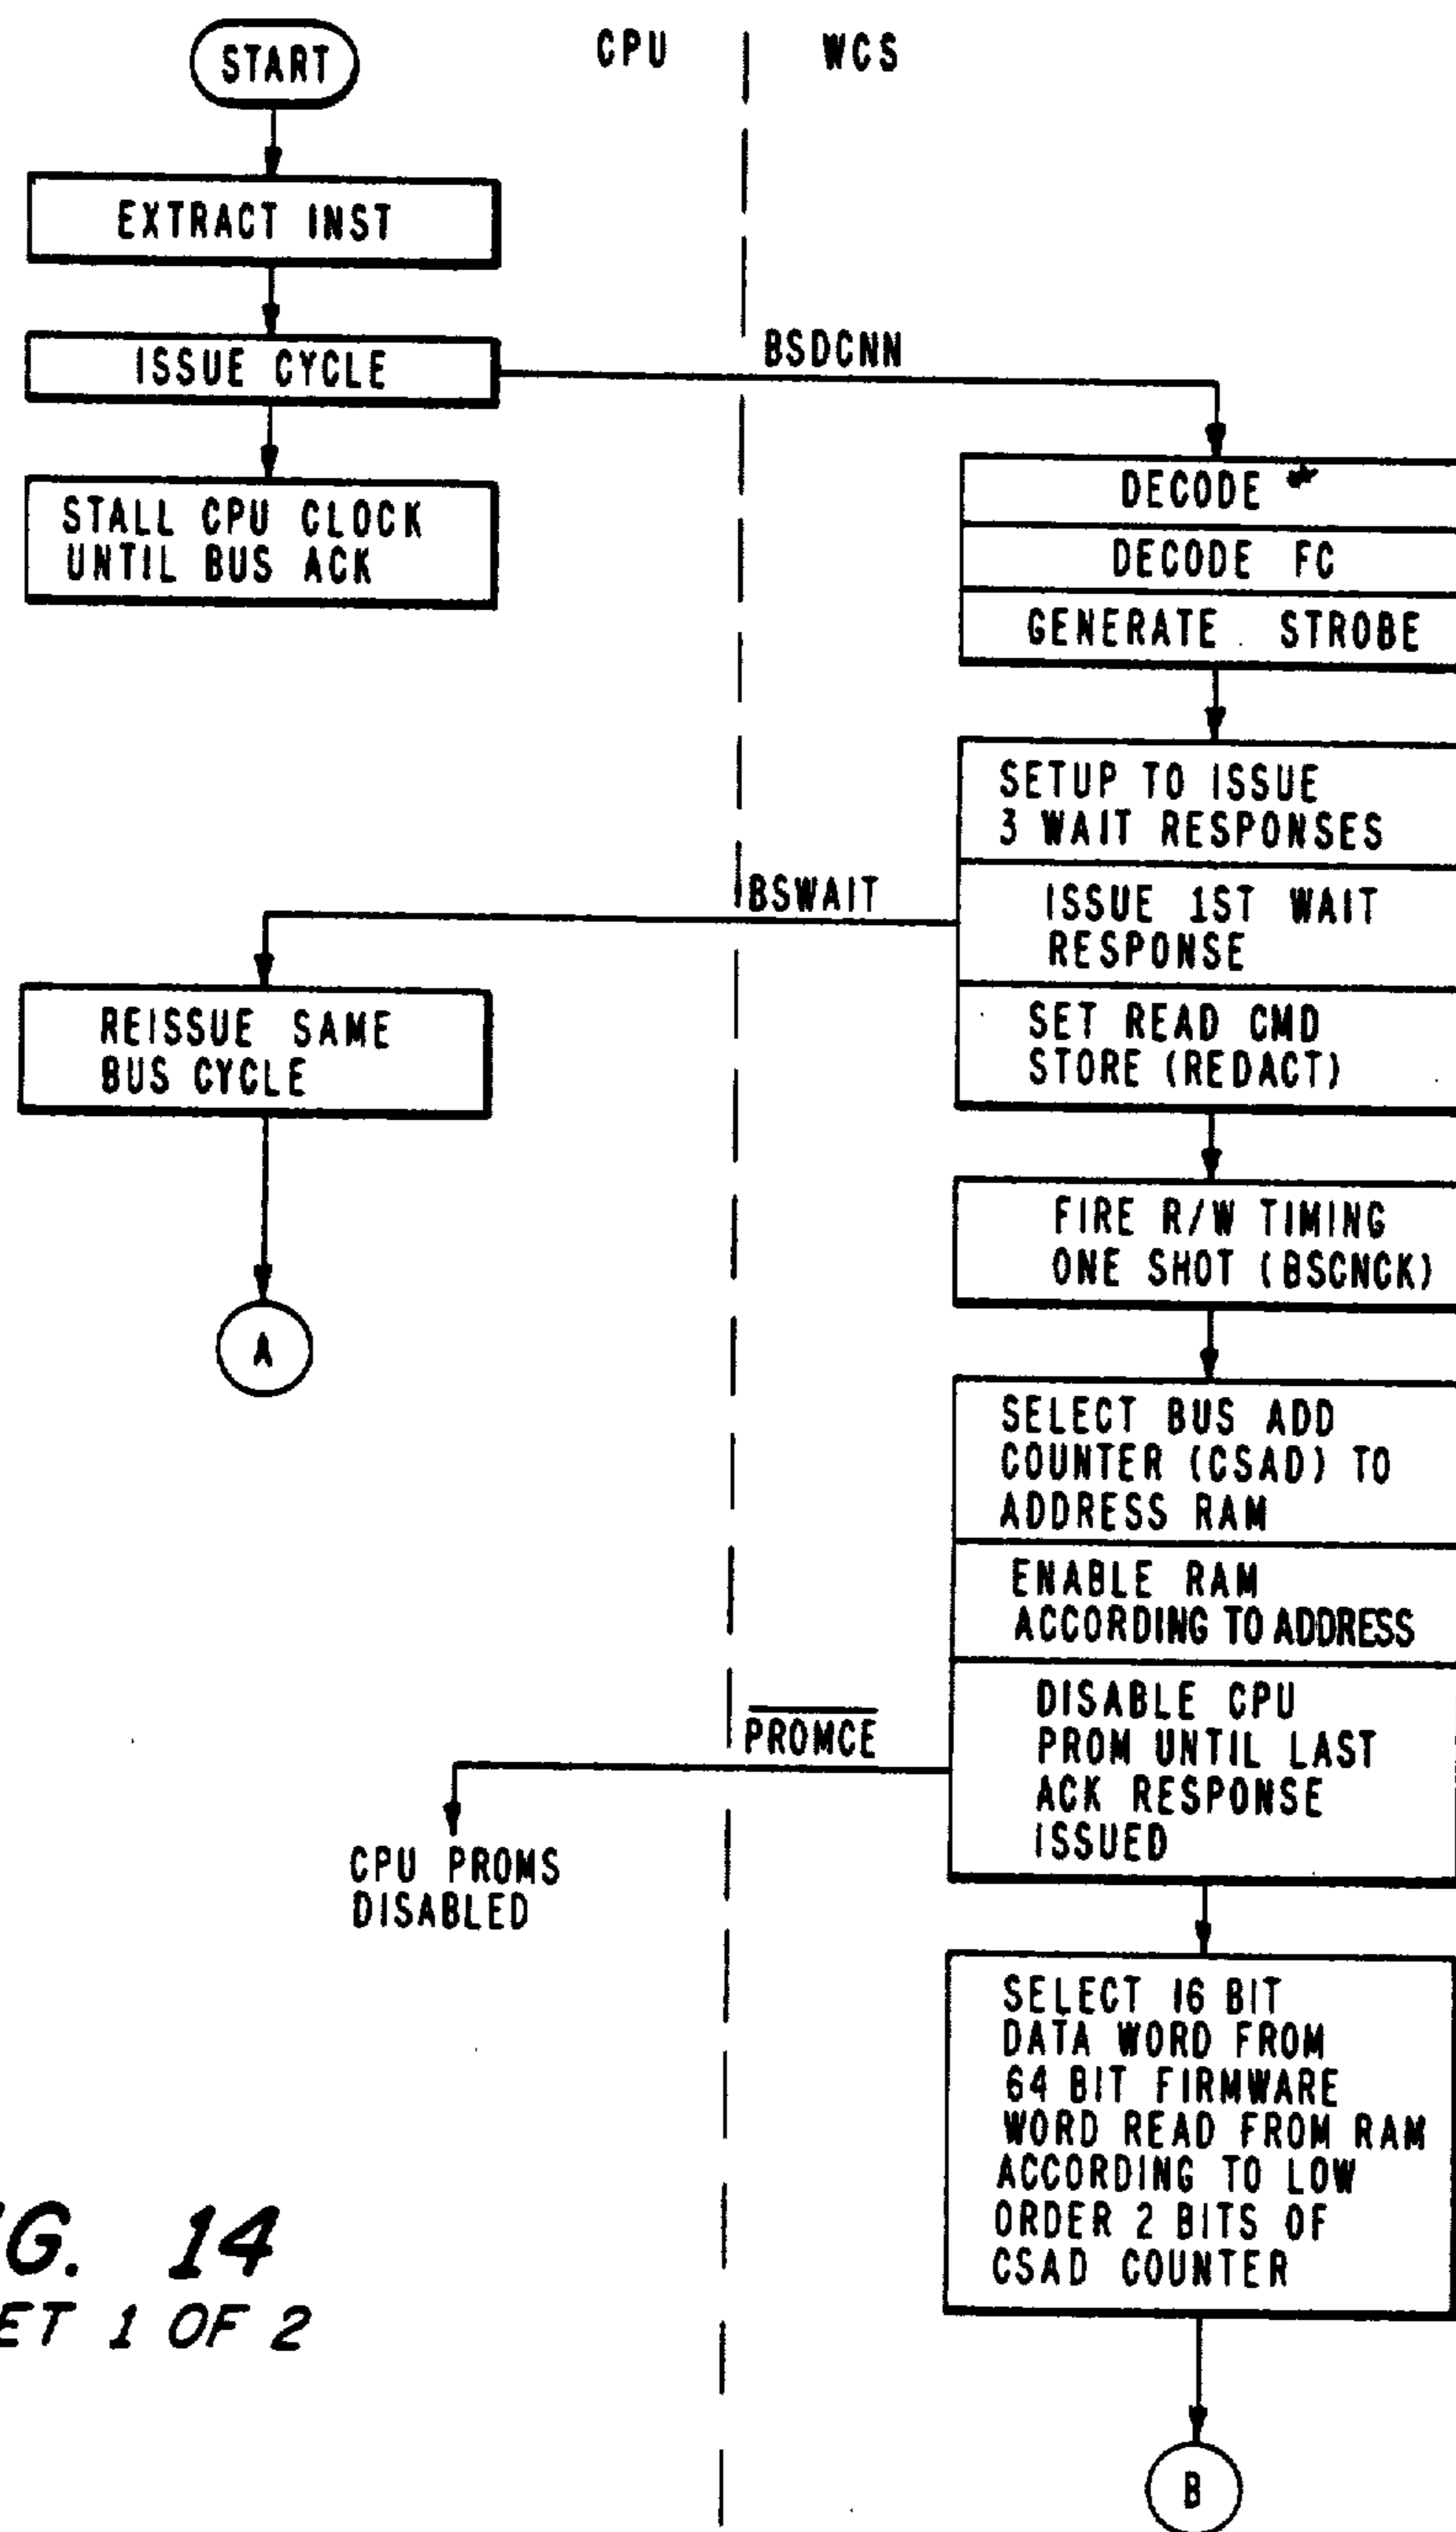 START
CPU
WCS
EXTRACT INST
ISSUE CYCLE
BSDCNN
STALL CPU CLOCK
UNTIL BUS ACK
DECODE
DECODE FC
GENERATE STROBE
SETUP TO ISSUE
3 WAIT RESPONSES
BSWAIT
ISSUE 1ST WAIT
RESPONSE
SET READ CMD
STORE (REDACT)
REISSUE SAME
BUS CYCLE
A
FIRE R/W TIMING
ONE SHOT (BSCNCK)
SELECT BUS ADD
COUNTER (CSAD) TO
ADDRESS RAM
ENABLE RAM
ACCORDING TO ADDRESS
DISABLE CPU
PROM UNTIL LAST
ACK RESPONSE
ISSUED
PROMCE
CPU PROMS
DISABLED
SELECT 16 BIT
DATA WORD FROM
64 BIT FIRMWARE
WORD READ FROM RAM
ACCORDING TO LOW
ORDER 2 BITS OF
CSAD COUNTER
B
G. 14
ET 1 OF 2